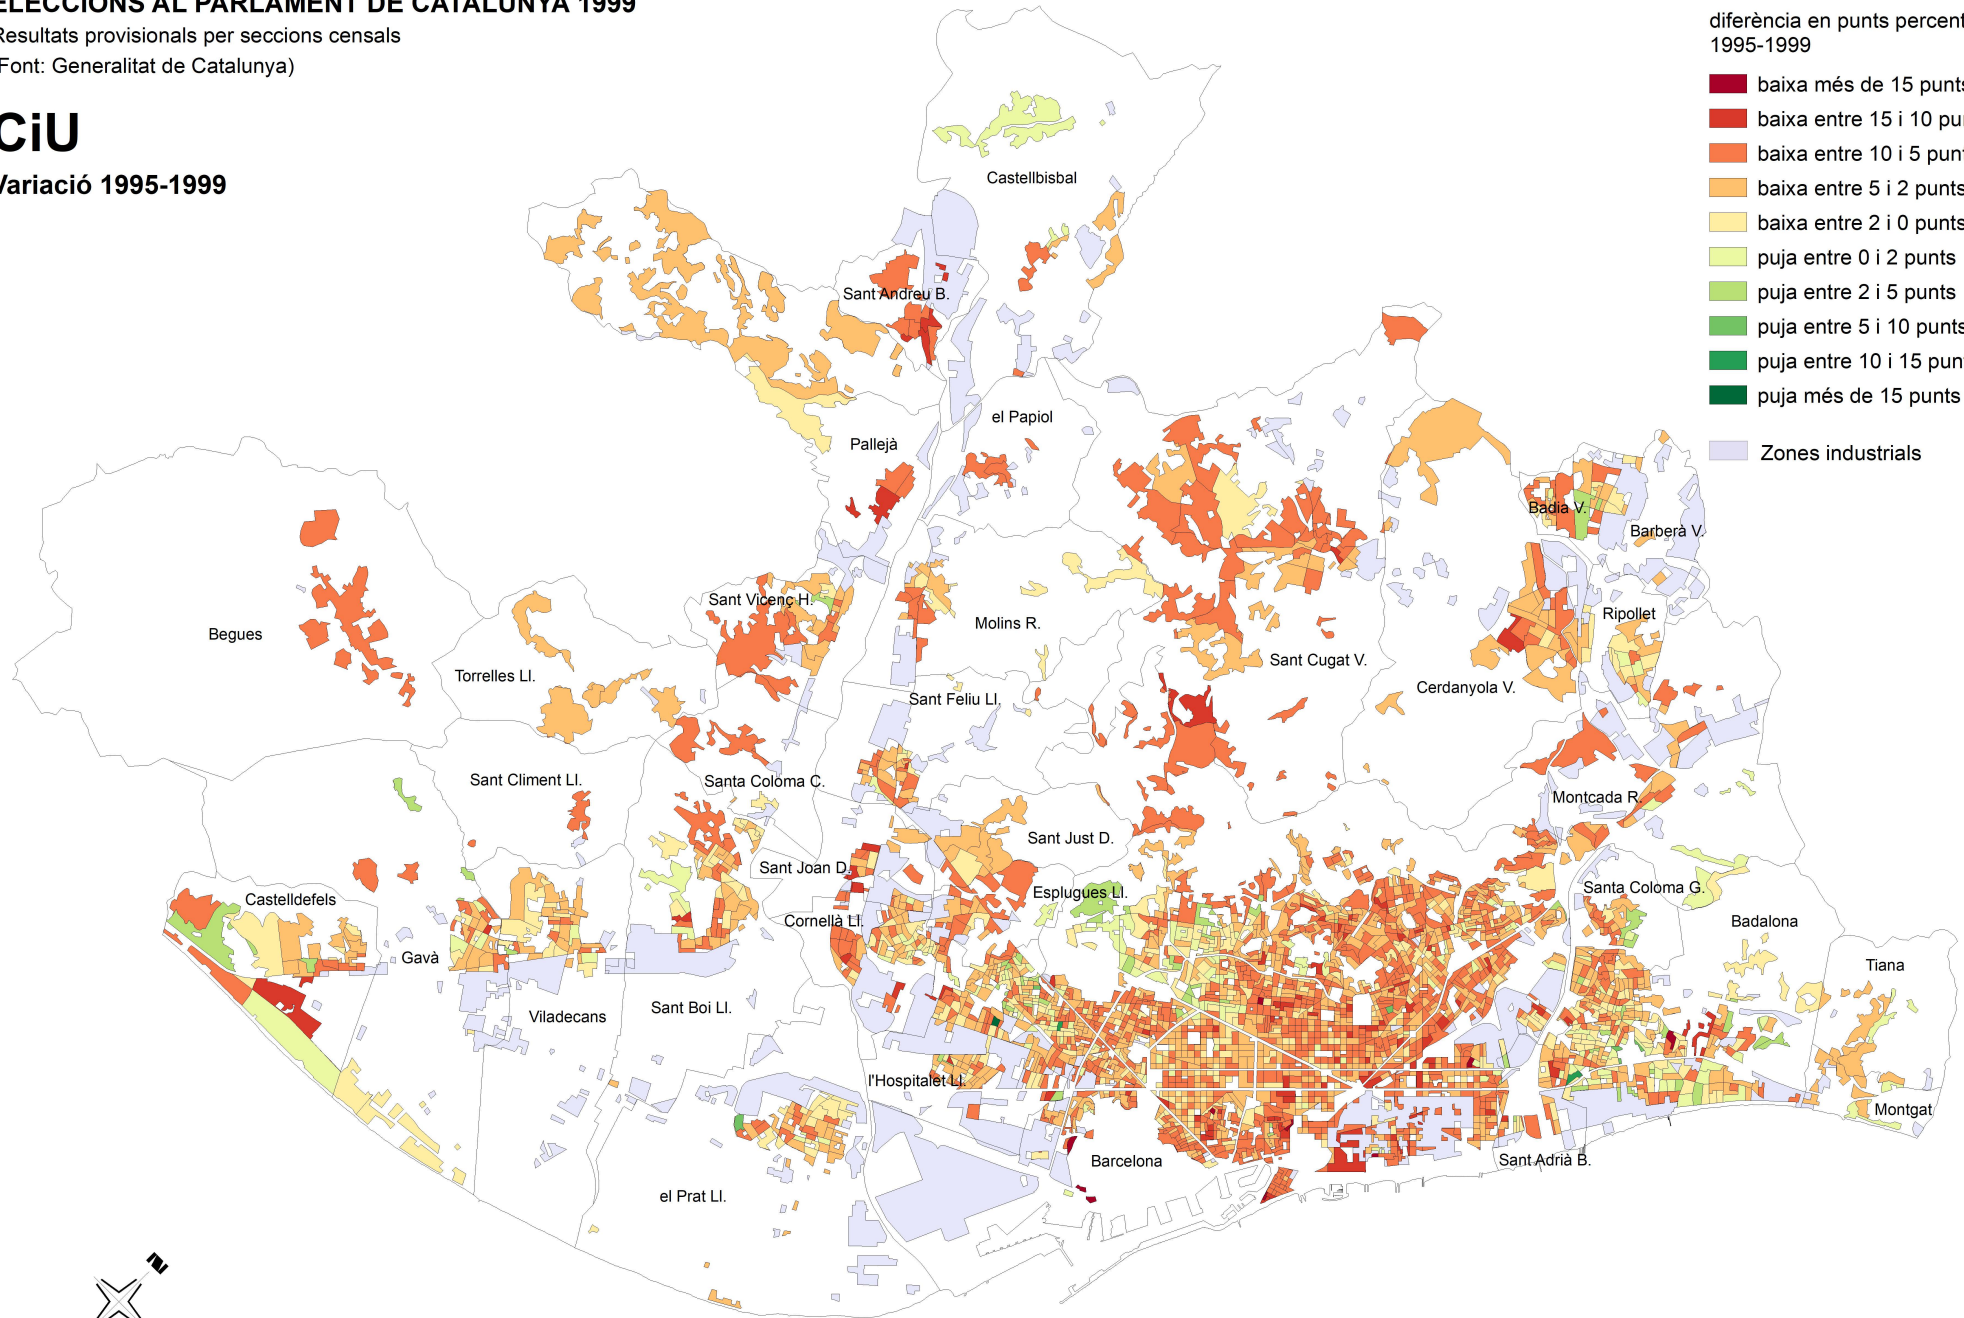 ELECCIONS AL PARLAMENT DE CATALUNYA 1999
Resultats provisionals per seccions censals
(Font: Generalitat de Catalunya)
CiU
Variació 1995-1999
diferència en punts percent
1995-1999
baixa més de 15 punts
baixa entre 15 i 10 pun
baixa entre 10 i 5 punt
baixa entre 5 i 2 punts
baixa entre 2 i 0 punts
puja entre 0 i 2 punts
puja entre 2 i 5 punts
puja entre 5 i 10 punts
puja entre 10 i 15 pun
puja més de 15 punts
Zones industrials
Castellbisbal
Sant Andreu B.
el Papiol
Pallejà
Badia V.
Barberà V.
Sant Vicenç H.
Ripollet
Molins R.
Begues
Sant Cugat V.
Torrelles Ll.
Cerdanyola V.
Sant Feliu Ll.
Sant Climent Ll.
Santa Coloma C.
Montcada R.
Sant Just D.
Sant Joan D.
Esplugues Ll.
Santa Coloma G.
Castelldefels
Cornellà Ll.
Badalona
Gavà
Tiana
Sant Boi Ll.
Viladecans
l'Hospitalet Ll.
Montgat
Barcelona
Sant Adrià B.
el Prat Ll.
N